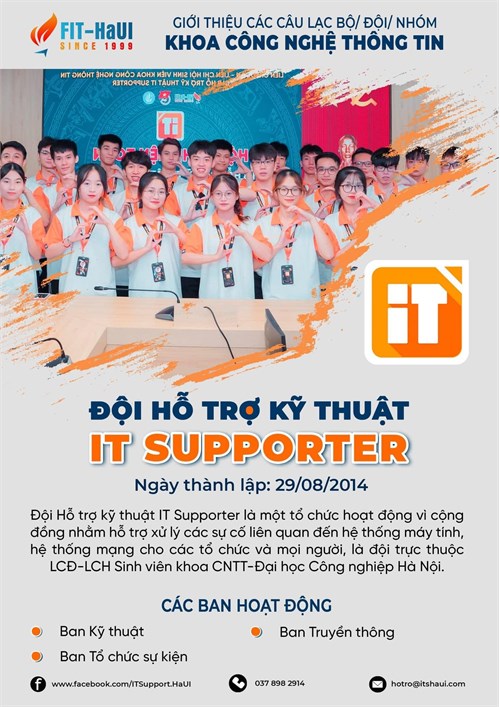 FIT-HaUI
SINCE 1999
GIỚI THIỆU CÁC CÂU LẠC BỘ/ ĐỘI/ NHÓM
KHOA CÔNG NGHỆ THÔNG TIN
iT
ĐỘI HỖ TRỢ KỸ THUẬT
IT SUPPORTER
Ngày thành lập: 29/08/2014
Đội Hỗ trợ kỹ thuật IT Supporter là một tổ chức hoạt động vì cộng
đồng nhằm hỗ trợ xử lý các sự cố liên quan đến hệ thống máy tính,
hệ thống mạng cho các tổ chức và mọi người, là đội trực thuộc
LCĐ-LCH Sinh viên khoa CNTT-Đại học Công nghiệp Hà Nội.
CÁC BAN HOẠT ĐỘNG
Ban Kỹ thuật
Ban Truyền thông
Ban Tổ chức sự kiện
www.facebook.com/ITSupport.HaUI
037 898 2914
hotro@itshaui.com